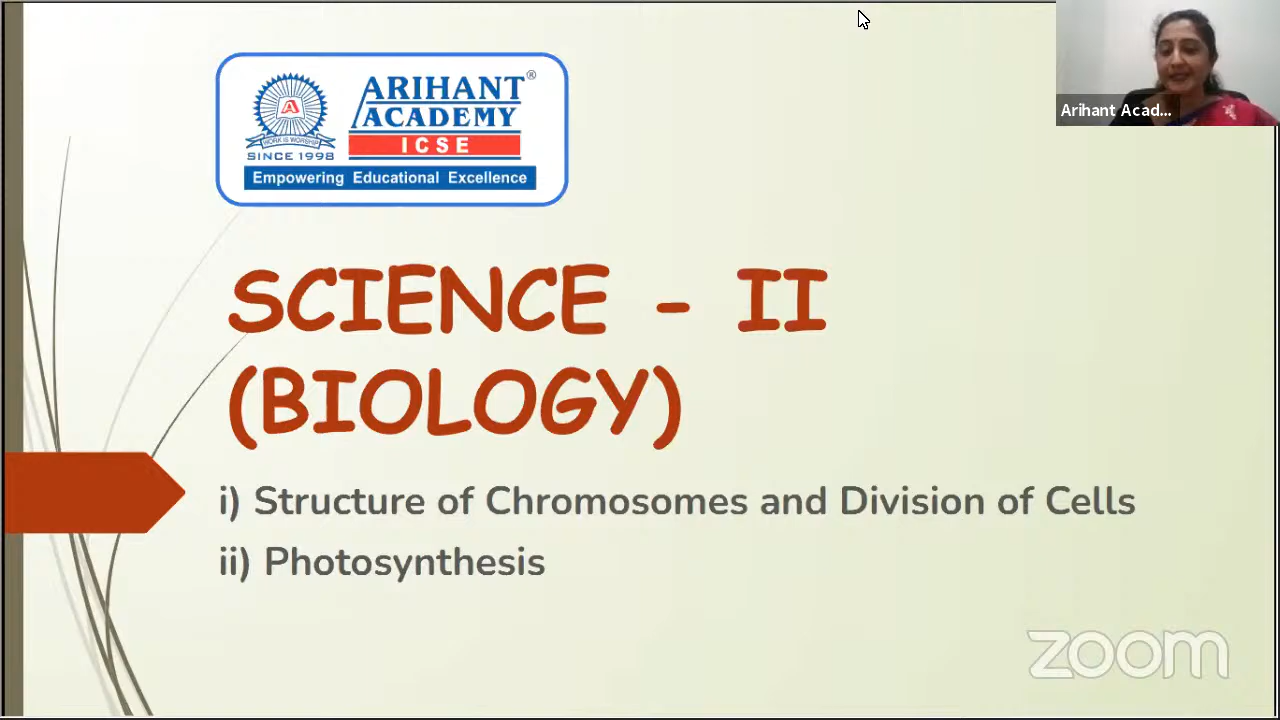 ARIHANT®
ACADEMY
ICSE
A
WORK IS WORSHIP
SINCE 1998
Empowering Educational Excellence
Arihant Acad...
SCIENCE - II
(BIOLOGY)
i) Structure of Chromosomes and Division of Cells
ii) Photosynthesis
zoom